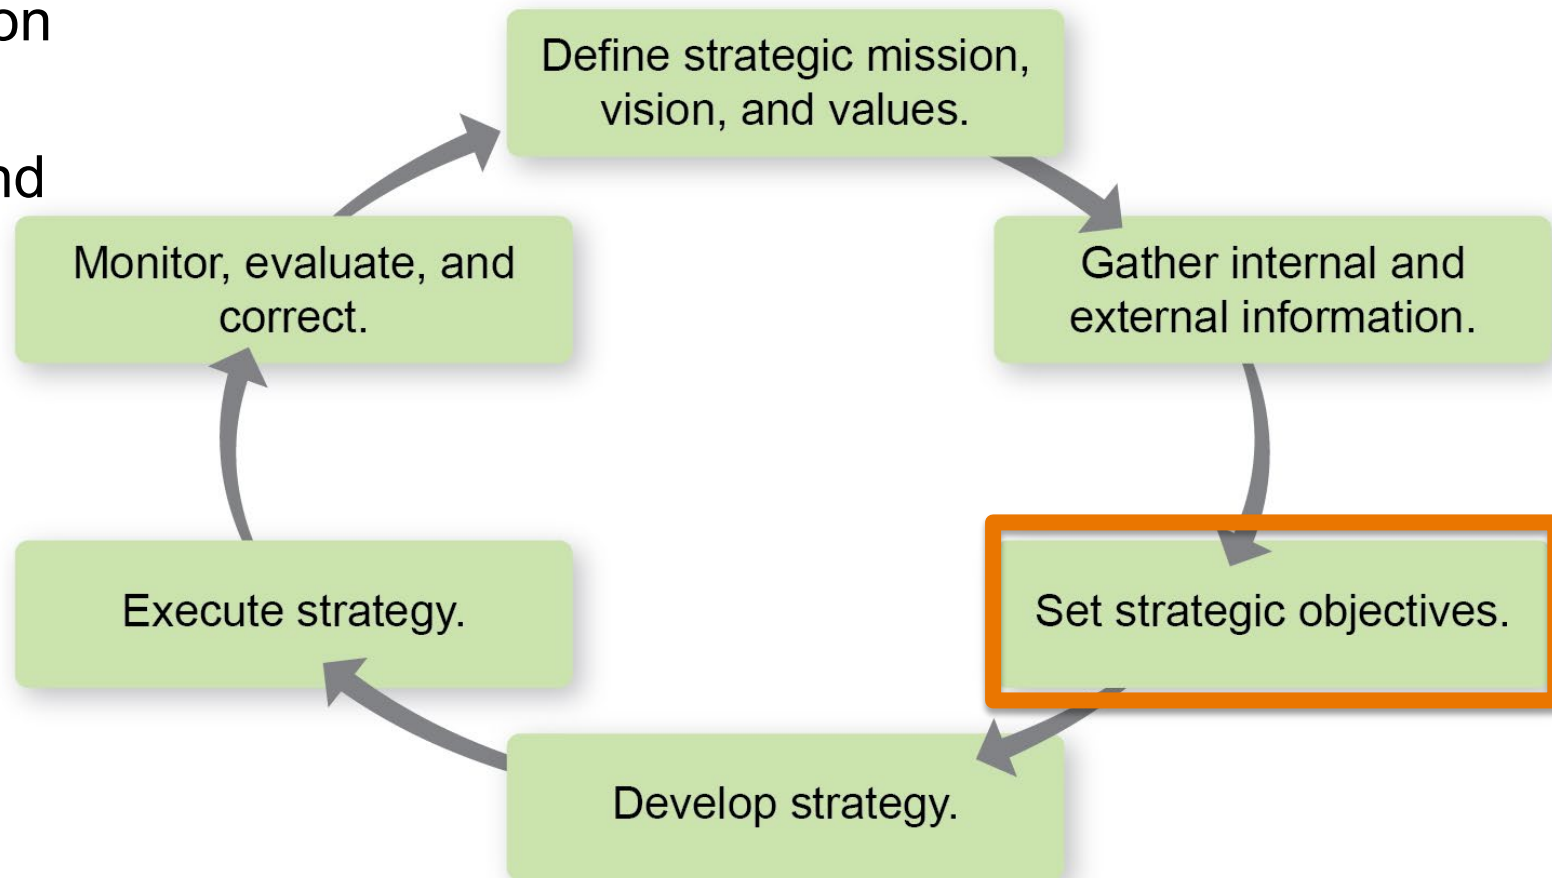 on
nd
Define strategic mission,
vision, and values.
Gather internal and
external information.
Set strategic objectives.
Develop strategy.
Execute strategy.
Monitor, evaluate, and
correct.